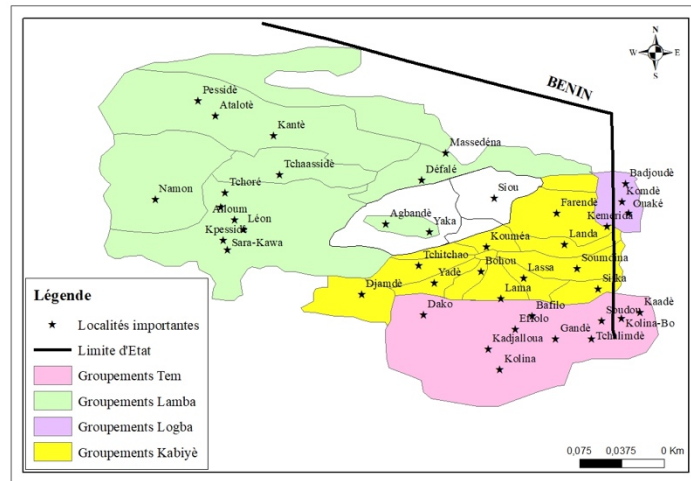 N
W E
S
BENIN
Pessidè
Atalotè
Kantè
Massedéna
Tchaassidè
Défalé
Badjoudè
Namon
Tchoré
Siou
Komdè
Farendè
Ouaké
Alloum
Léon
Agbandè
Yaka
Kemerida
Kpessidè
Kouméa
Landa
Sara-Kawa
Tchitchao
Bohou
Soumdina
Djamdè
Yadè
Lassa
Sirka
Lama
Dako
Bafilo
Soudou
Kaadè
Kolina-Bo
Gandè
Tchalimdè
Kadjalloua
Kolina
Légende
Localités importantes
Limite d'Etat
Groupements Tem
Groupements Lamba
Groupements Logba
Groupements Kabiyè
0,075 0,0375 0 Km